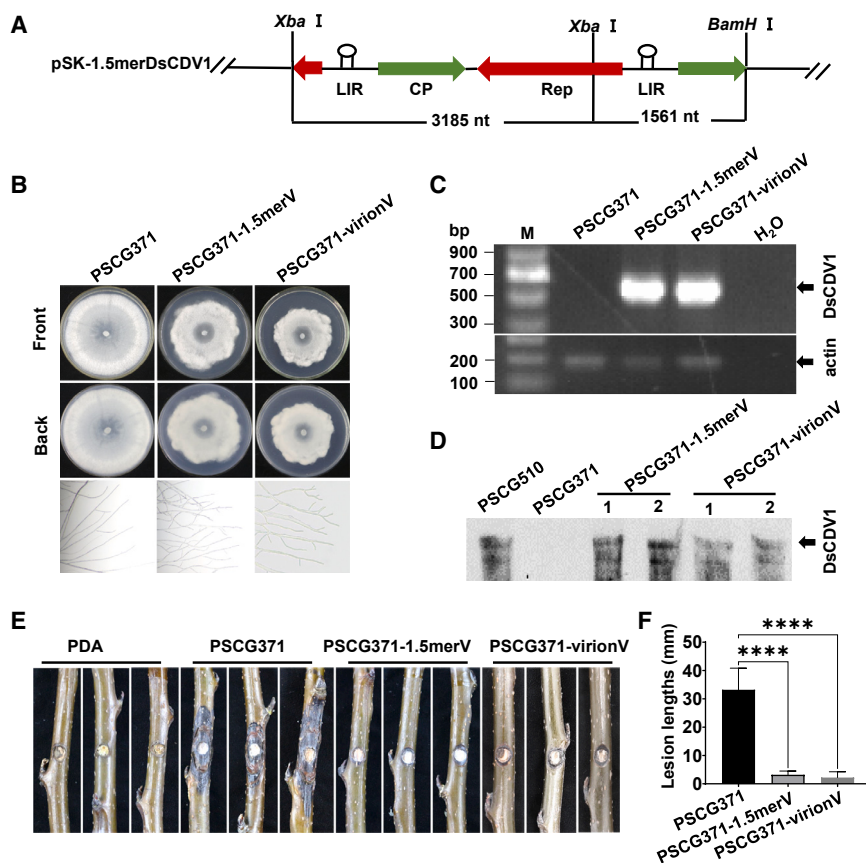 A
Xba I
Xba I
BamH I
pSK-1.5merDsCDV1
LIR
CP
Rep
LIR
3185 nt
1561 nt
B
PSCG371
PSCG371-1.5merV
PSCG371-virionV
Front
Back
C
bp
M
PSCG371
PSCG371-1.5merV
PSCG371-virionV
H₂O
900
700
500
300
DsCDV1
200
100
actin
D
PSCG510
PSCG371
PSCG371-1.5merV
PSCG371-virionV
1 2 1 2
DsCDV1
E
PDA PSCG371 PSCG371-1.5merV PSCG371-virionV
F
Lesion lengths (mm)
50
40
30
20
10
0
****
****
PSCG371
PSCG371-1.5merV
PSCG371-virionV